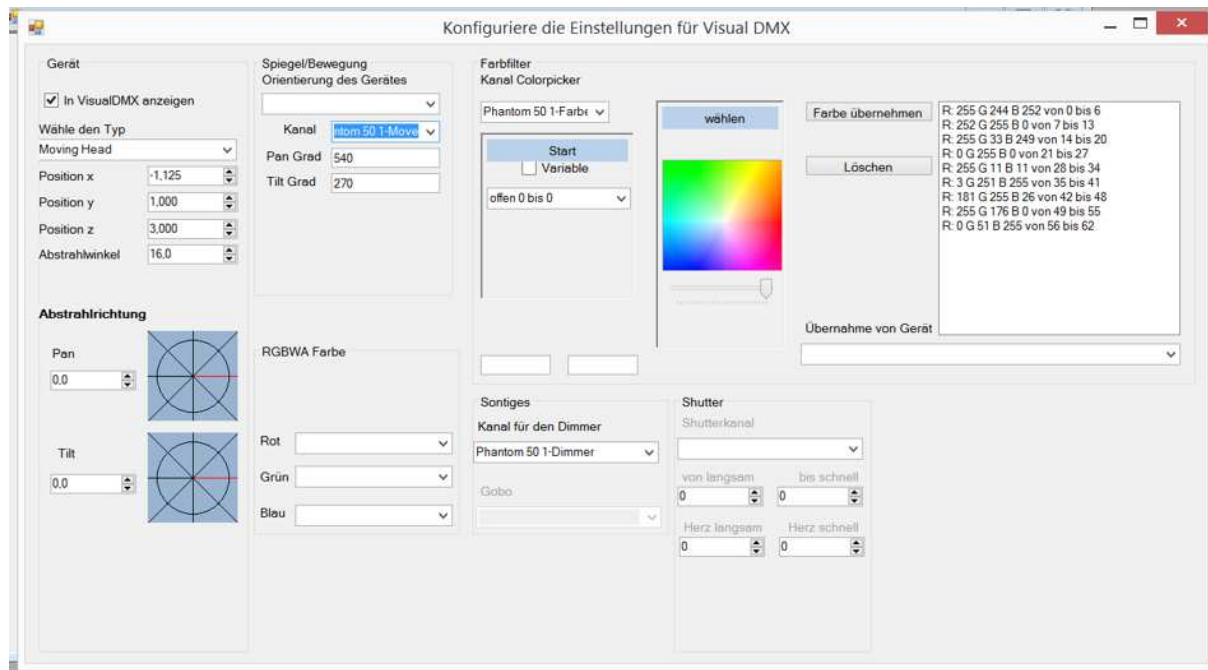 Konfiguriere die Einstellungen für Visual DMX
Gerät
In VisualDMX anzeigen
Wähle den Typ
Moving Head
Position x -1,125
Position y 1,000
Position z 3,000
Abstrahlwinkel 16,0
Abstrahlrichtung
Pan
0,0
Tilt
0,0
Spiegel/Bewegung
Orientierung des Gerätes
Kanal ntom 50 1-Move
Pan Grad 540
Tilt Grad 270
RGBWA Farbe
Rot
Grün
Blau
Farbfilter
Kanal Colorpicker
Phantom 50 1-Farbe
Start
Variable
offen 0 bis 0
wählen
Farbe übernehmen
Löschen
R: 255 G 244 B 252 von 0 bis 6
R: 252 G 255 B 0 von 7 bis 13
R: 255 G 33 B 249 von 14 bis 20
R: 0 G 255 B 0 von 21 bis 27
R: 255 G 11 B 11 von 28 bis 34
R: 3 G 251 B 255 von 35 bis 41
R: 181 G 255 B 26 von 42 bis 48
R: 255 G 176 B 0 von 49 bis 55
R: 0 G 51 B 255 von 56 bis 62
Übernahme von Gerät
Sontiges
Kanal für den Dimmer
Phantom 50 1-Dimmer
Gobo
Shutter
Shutterkanal
von langsam bis schnell
0 0
Herz langsam Herz schnell
0 0